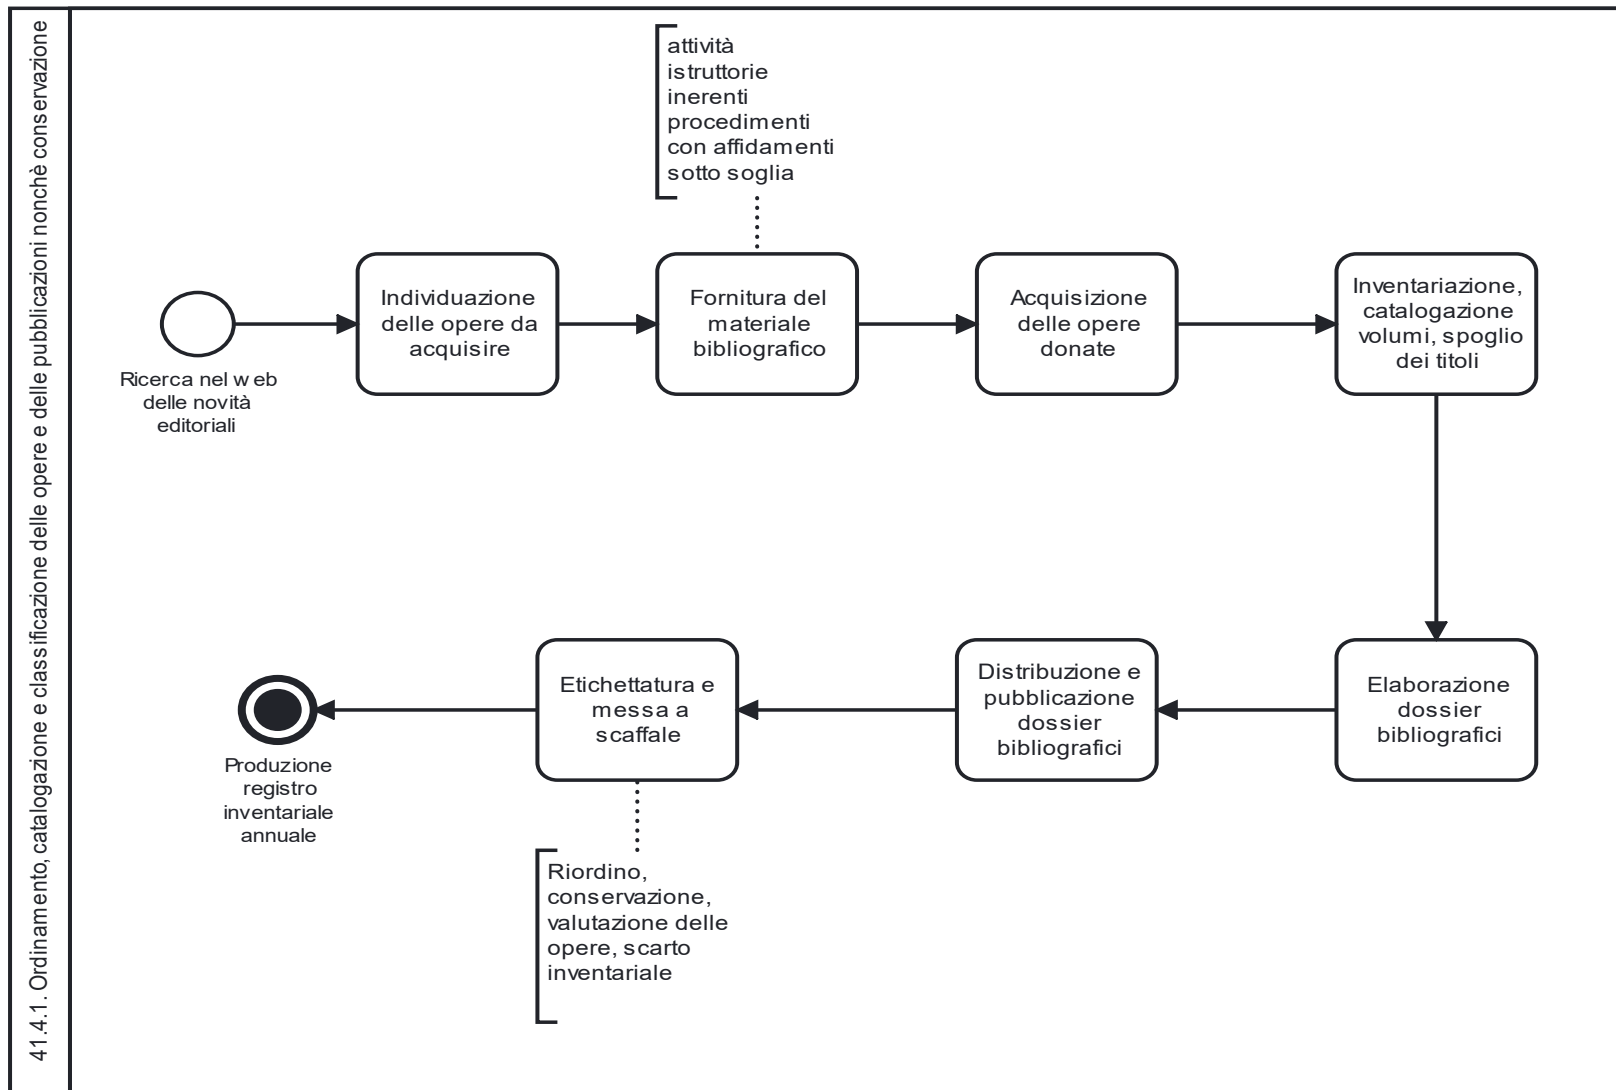 41.4.1. Ordinamento, catalogazione e classificazione delle opere e delle pubblicazioni nonchè conservazione
attività
istruttorie
inerenti
procedimenti
con affidamenti
sotto soglia
Ricerca nel web
delle novità
editoriali
Individuazione
delle opere da
acquisire
Fornitura del
materiale
bibliografico
Acquisizione
delle opere
donate
Inventariazione,
catalogazione
volumi, spoglio
dei titoli
Elaborazione
dossier
bibliografici
Distribuzione e
pubblicazione
dossier
bibliografici
Etichettatura e
messa a
scaffale
Produzione
registro
inventariale
annuale
Riordino,
conservazione,
valutazione delle
opere, scarto
inventariale